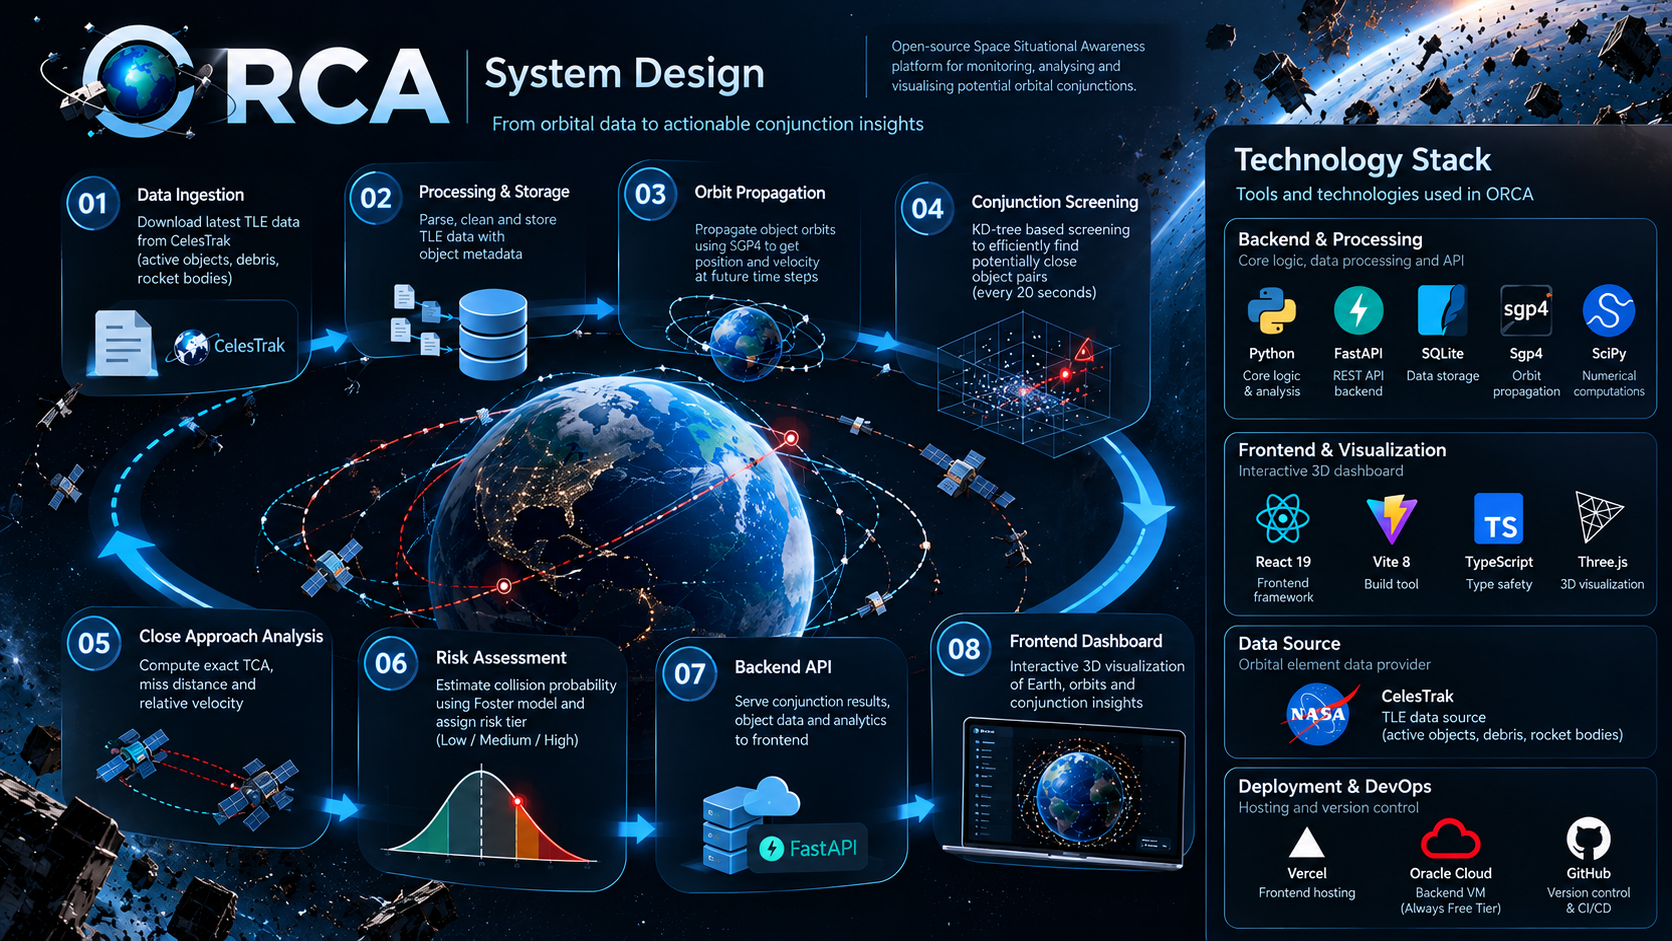 ORCA
System Design
From orbital data to actionable conjunction insights
Open-source Space Situational Awareness
platform for monitoring, analysing and
visualising potential orbital conjunctions.
01
Data Ingestion
Download latest TLE data
from CelesTrak
(active objects, debris,
rocket bodies)
CelesTrak
02
Processing & Storage
Parse, clean and store
TLE data with
object metadata
03
Orbit Propagation
Propagate object orbits
using SGP4 to get
position and velocity
at future time steps
04
Conjunction Screening
KD-tree based screening
to efficiently find
potentially close
object pairs
(every 20 seconds)
05
Close Approach Analysis
Compute exact TCA,
miss distance and
relative velocity
06
Risk Assessment
Estimate collision probability
using Foster model and
assign risk tier
(Low / Medium / High)
07
Backend API
Serve conjunction results,
object data and analytics
to frontend
FastAPI
08
Frontend Dashboard
Interactive 3D visualization
of Earth, orbits and
conjunction insights
Technology Stack
Tools and technologies used in ORCA
Backend & Processing
Core logic, data processing and API
sgp4
Python
Core logic
& analysis
FastAPI
REST API
backend
SQLite
Data storage
Sgp4
Orbit
propagation
SciPy
Numerical
computations
Frontend & Visualization
Interactive 3D dashboard
TS
React 19
Frontend
framework
Vite 8
Build tool
TypeScript
Type safety
Three.js
3D visualization
Data Source
Orbital element data provider
NASA
CelesTrak
TLE data source
(active objects, debris, rocket bodies)
Deployment & DevOps
Hosting and version control
Vercel
Frontend hosting
Oracle Cloud
Backend VM
(Always Free Tier)
GitHub
Version control
& CI/CD